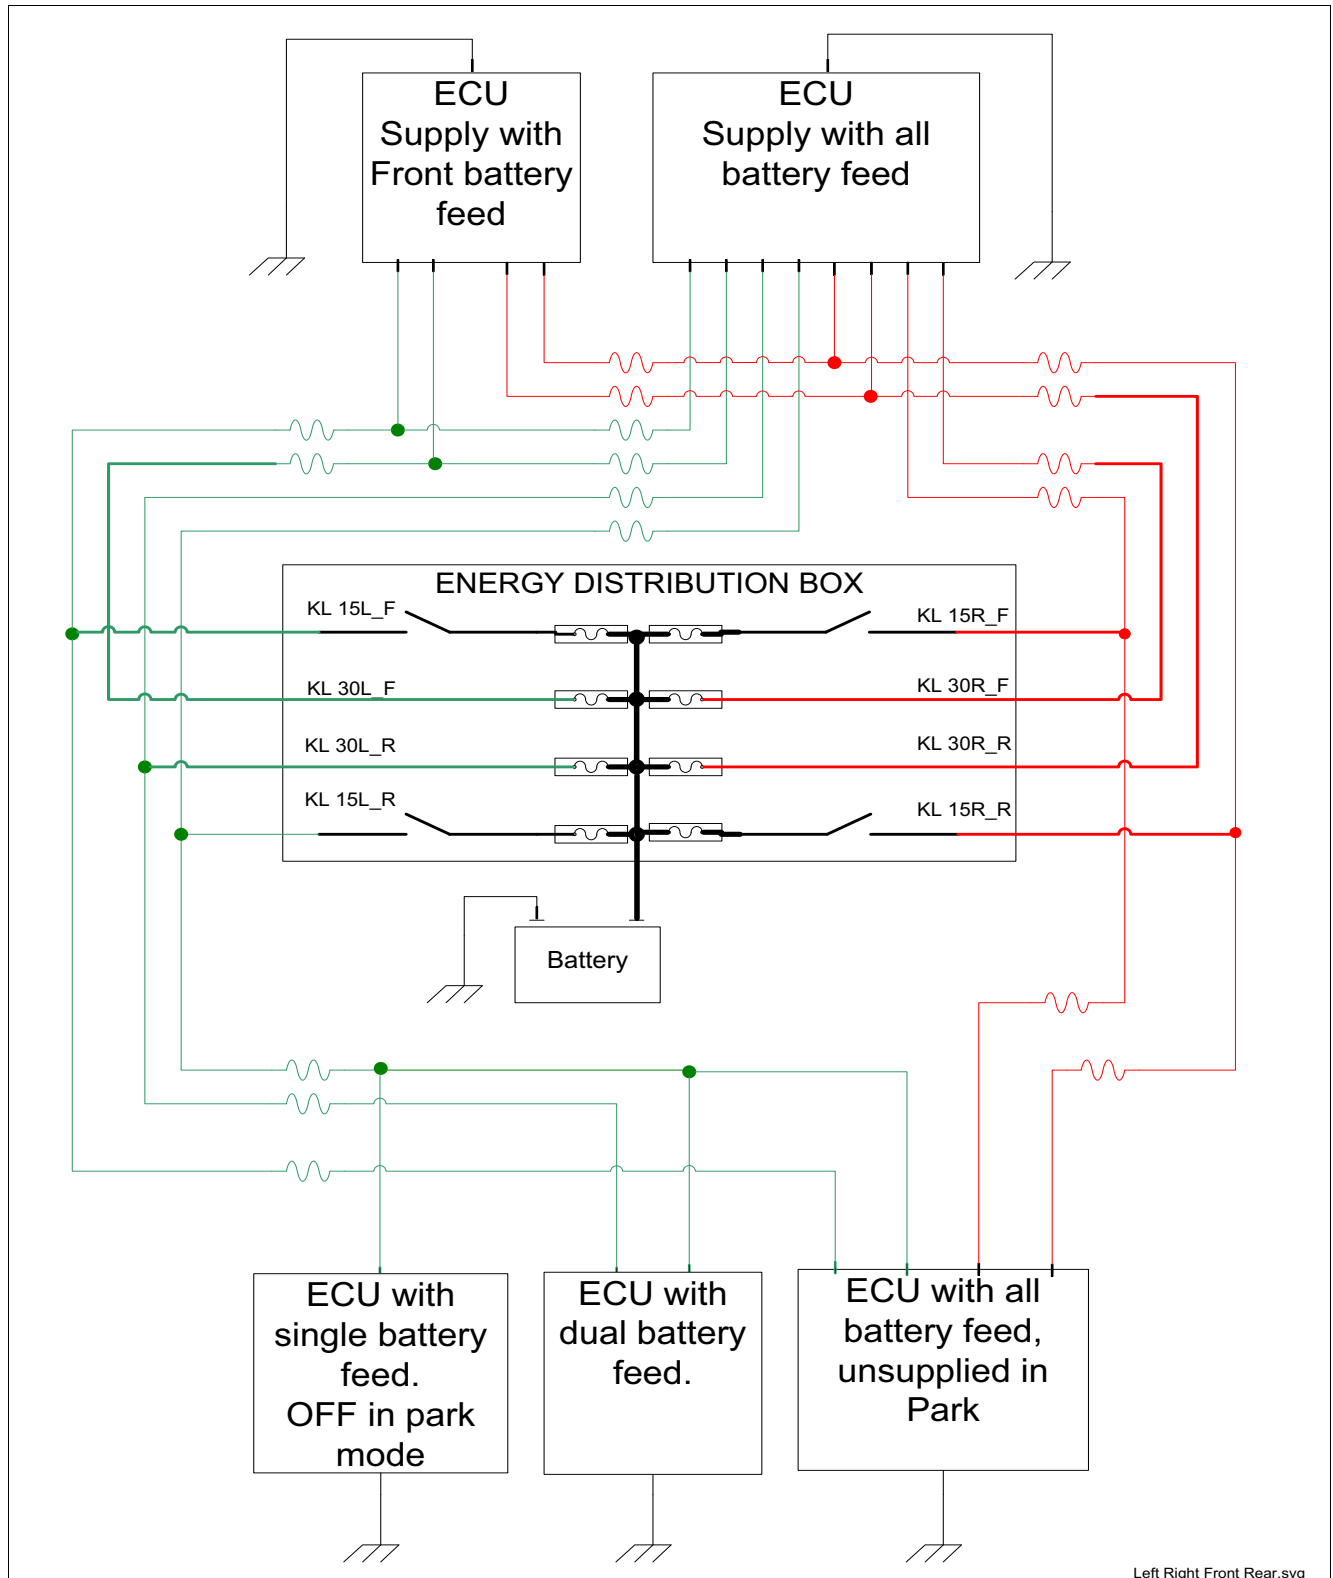 ECU
Supply with
Front battery
feed
ECU
Supply with all
battery feed
ENERGY DISTRIBUTION BOX
KL 15L_F
KL 15R_F
KL 30L_F
KL 30R_F
KL 30L_R
KL 30R_R
KL 15L_R
KL 15R_R
Battery
ECU with
single battery
feed.
OFF in park
mode
ECU with
dual battery
feed.
ECU with all
battery feed,
unsupplied in
Park
Left Right Front Rear.svg